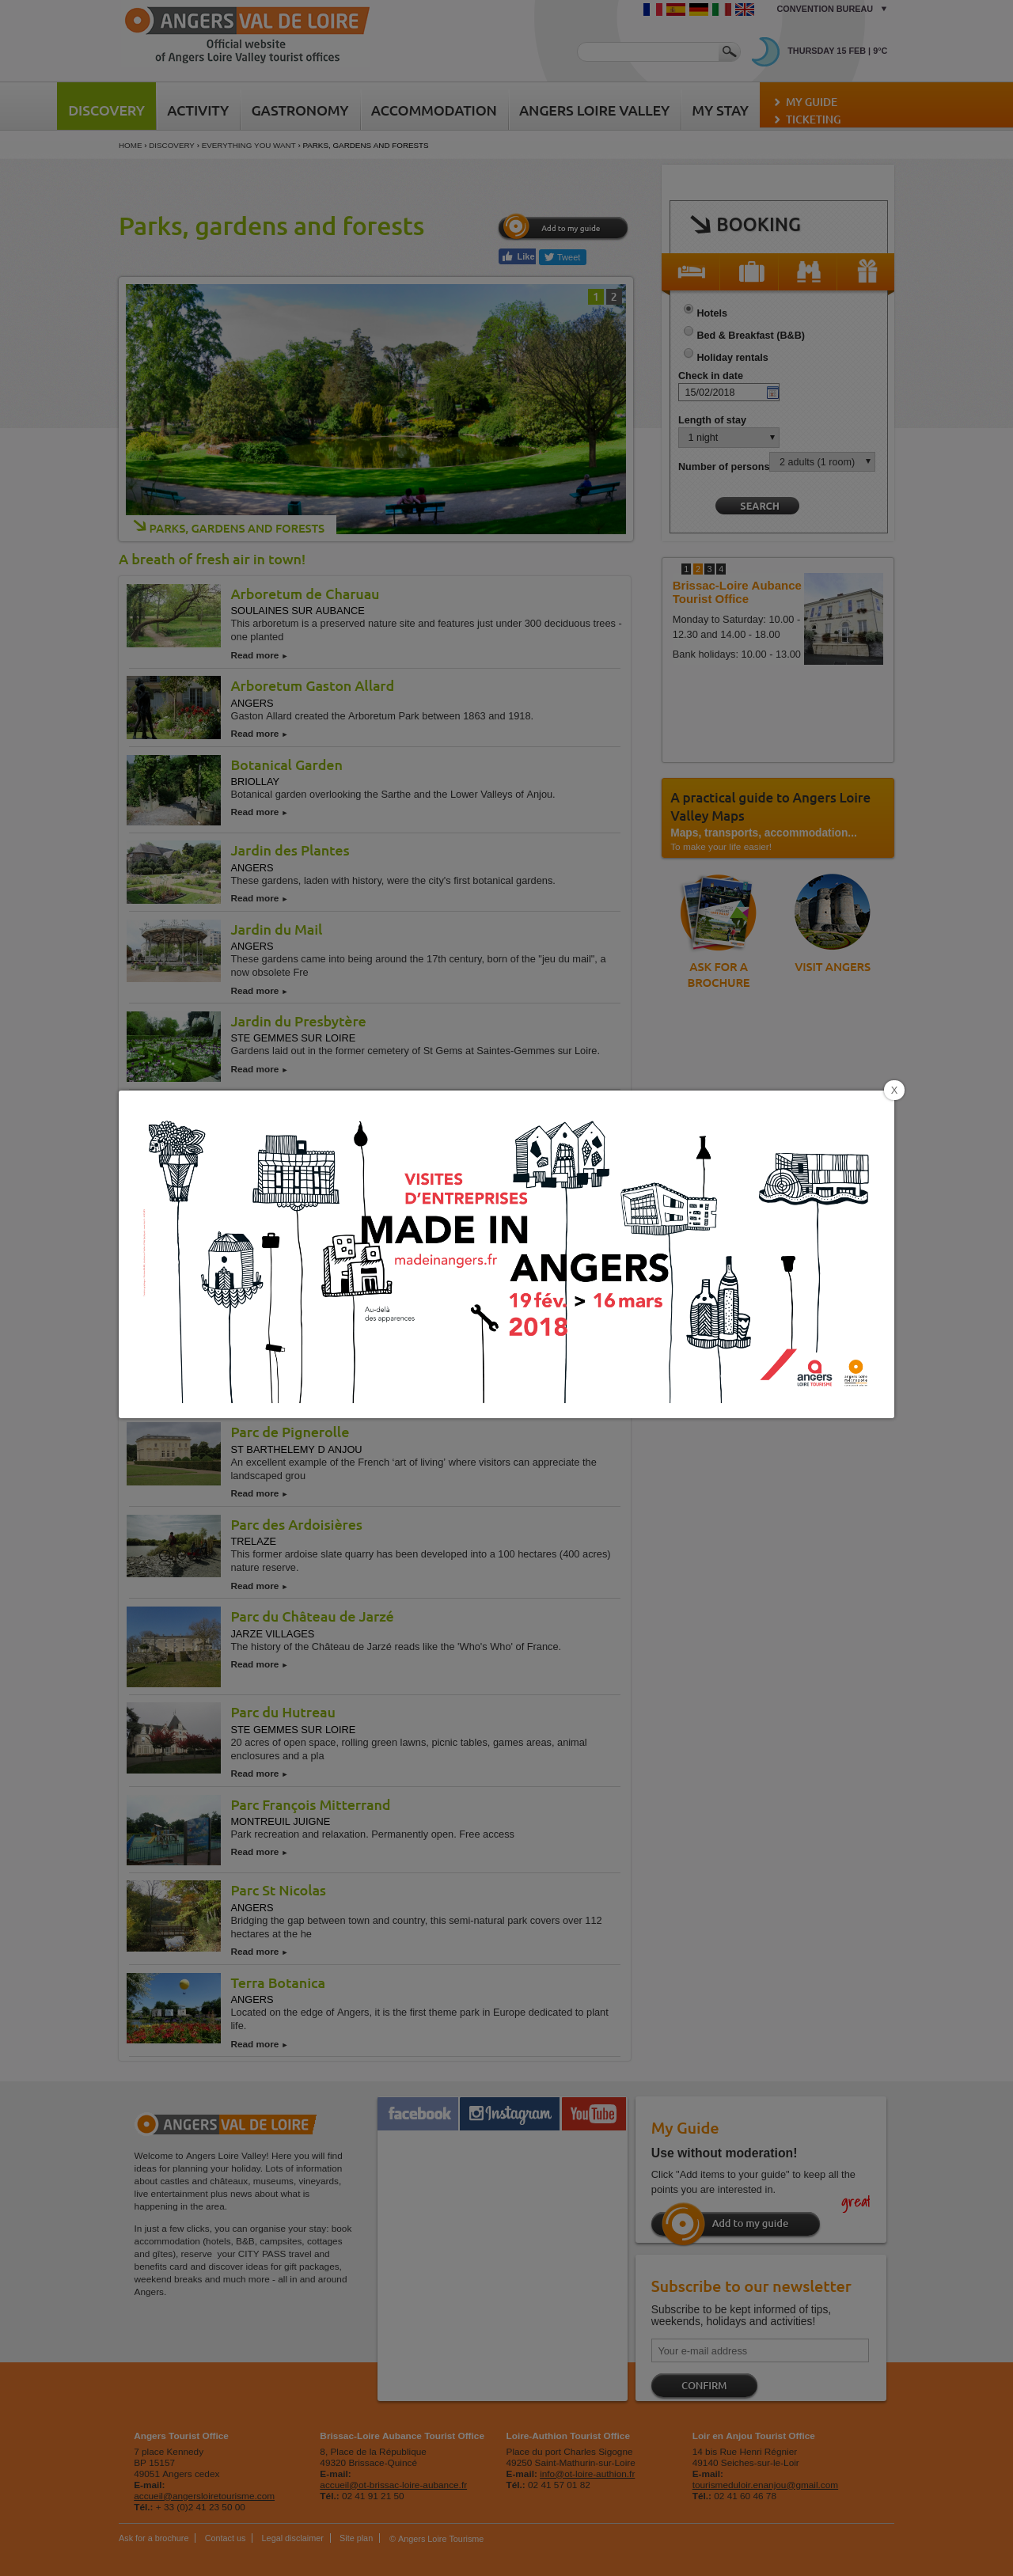 ANGERS VAL DE LOIRE
Official website
of Angers Loire Valley tourist offices
CONVENTION BUREAU ▼
THURSDAY 15 FEB | 9°C
DISCOVERY
ACTIVITY
GASTRONOMY
ACCOMMODATION
ANGERS LOIRE VALLEY
MY STAY
MY GUIDE
TICKETING
HOME › DISCOVERY › EVERYTHING YOU WANT › PARKS, GARDENS AND FORESTS
Parks, gardens and forests
Add to my guide
Like
Tweet
1 2
PARKS, GARDENS AND FORESTS
BOOKING
Hotels
Bed & Breakfast (B&B)
Holiday rentals
Check in date
15/02/2018
Length of stay
1 night
Number of persons
2 adults (1 room)
SEARCH
A breath of fresh air in town!
Arboretum de Charuau
SOULAINES SUR AUBANCE
This arboretum is a preserved nature site and features just under 300 deciduous trees -
one planted
Read more ►
Arboretum Gaston Allard
ANGERS
Gaston Allard created the Arboretum Park between 1863 and 1918.
Read more ►
Botanical Garden
BRIOLLAY
Botanical garden overlooking the Sarthe and the Lower Valleys of Anjou.
Read more ►
Jardin des Plantes
ANGERS
These gardens, laden with history, were the city's first botanical gardens.
Read more ►
Jardin du Mail
ANGERS
These gardens came into being around the 17th century, born of the "jeu du mail", a
now obsolete Fre
Read more ►
Jardin du Presbytère
STE GEMMES SUR LOIRE
Gardens laid out in the former cemetery of St Gems at Saintes-Gemmes sur Loire.
Read more ►
1 2 3 4
Brissac-Loire Aubance
Tourist Office
Monday to Saturday: 10.00 -
12.30 and 14.00 - 18.00
Bank holidays: 10.00 - 13.00
A practical guide to Angers Loire
Valley Maps
Maps, transports, accommodation...
To make your life easier!
ASK FOR A
BROCHURE
VISIT ANGERS
X
VISITES
D'ENTREPRISES
MADE IN
madeinangers.fr
ANGERS
19 fév. > 16 mars
2018
Au-delà
des apparences
angers
LOIRE TOURISME
angers loire
métropole
Parc de Pignerolle
ST BARTHELEMY D ANJOU
An excellent example of the French ‘art of living’ where visitors can appreciate the
landscaped grou
Read more ►
Parc des Ardoisières
TRELAZE
This former ardoise slate quarry has been developed into a 100 hectares (400 acres)
nature reserve.
Read more ►
Parc du Château de Jarzé
JARZE VILLAGES
The history of the Château de Jarzé reads like the 'Who's Who' of France.
Read more ►
Parc du Hutreau
STE GEMMES SUR LOIRE
20 acres of open space, rolling green lawns, picnic tables, games areas, animal
enclosures and a pla
Read more ►
Parc François Mitterrand
MONTREUIL JUIGNE
Park recreation and relaxation. Permanently open. Free access
Read more ►
Parc St Nicolas
ANGERS
Bridging the gap between town and country, this semi-natural park covers over 112
hectares at the he
Read more ►
Terra Botanica
ANGERS
Located on the edge of Angers, it is the first theme park in Europe dedicated to plant
life.
Read more ►
ANGERS VAL DE LOIRE
Welcome to Angers Loire Valley! Here you will find
ideas for planning your holiday. Lots of information
about castles and châteaux, museums, vineyards,
live entertainment plus news about what is
happening in the area.
In just a few clicks, you can organise your stay: book
accommodation (hotels, B&B, campsites, cottages
and gîtes), reserve your CITY PASS travel and
benefits card and discover ideas for gift packages,
weekend breaks and much more - all in and around
Angers.
facebook
Instagram
YouTube
My Guide
Use without moderation!
Click "Add items to your guide" to keep all the
points you are interested in.
great
Add to my guide
Subscribe to our newsletter
Subscribe to be kept informed of tips,
weekends, holidays and activities!
Your e-mail address
CONFIRM
Angers Tourist Office
7 place Kennedy
BP 15157
49051 Angers cedex
E-mail:
accueil@angersloiretourisme.com
Tél.: + 33 (0)2 41 23 50 00
Brissac-Loire Aubance Tourist Office
8, Place de la République
49320 Brissace-Quincé
E-mail:
accueil@ot-brissac-loire-aubance.fr
Tél.: 02 41 91 21 50
Loire-Authion Tourist Office
Place du port Charles Sigogne
49250 Saint-Mathurin-sur-Loire
E-mail: info@ot-loire-authion.fr
Tél.: 02 41 57 01 82
Loir en Anjou Tourist Office
14 bis Rue Henri Régnier
49140 Seiches-sur-le-Loir
E-mail:
tourismeduloir.enanjou@gmail.com
Tél.: 02 41 60 46 78
Ask for a brochure
Contact us
Legal disclaimer
Site plan
© Angers Loire Tourisme